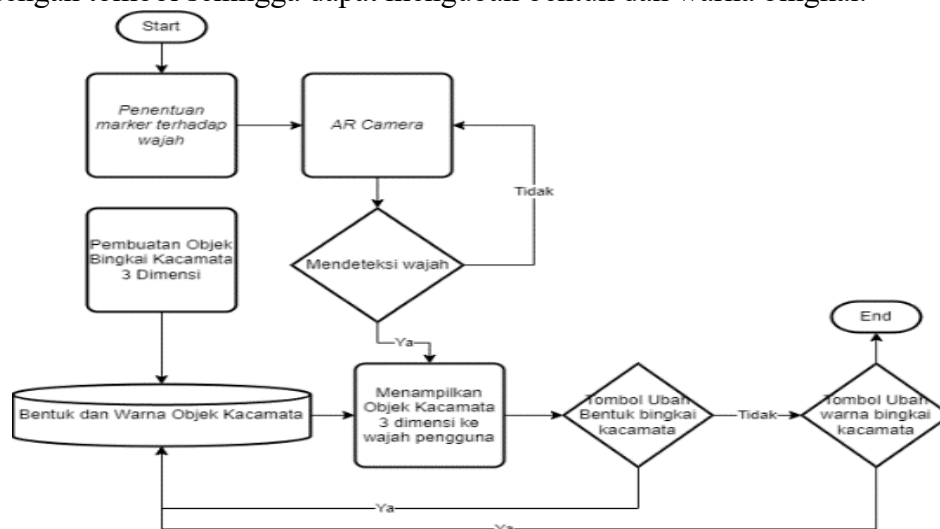 dengan tombol sehingga dapat mengubah bentuk dan warna bingkai.
Start
Penentuan
marker terhadap
wajah
AR Camera
Tidak
Pembuatan Objek
Bingkai Kacamata
3 Dimensi
Mendeteksi wajah
End
Ya
Bentuk dan Warna Objek Kacamata
Menampilkan
Objek Kacamata
3 dimensi ke
wajah pengguna
Tombol Ubah
Bentuk bingkai
kacamata
Tidak
Tombol Ubah
warna bingkai
kacamata
Ya
Ya